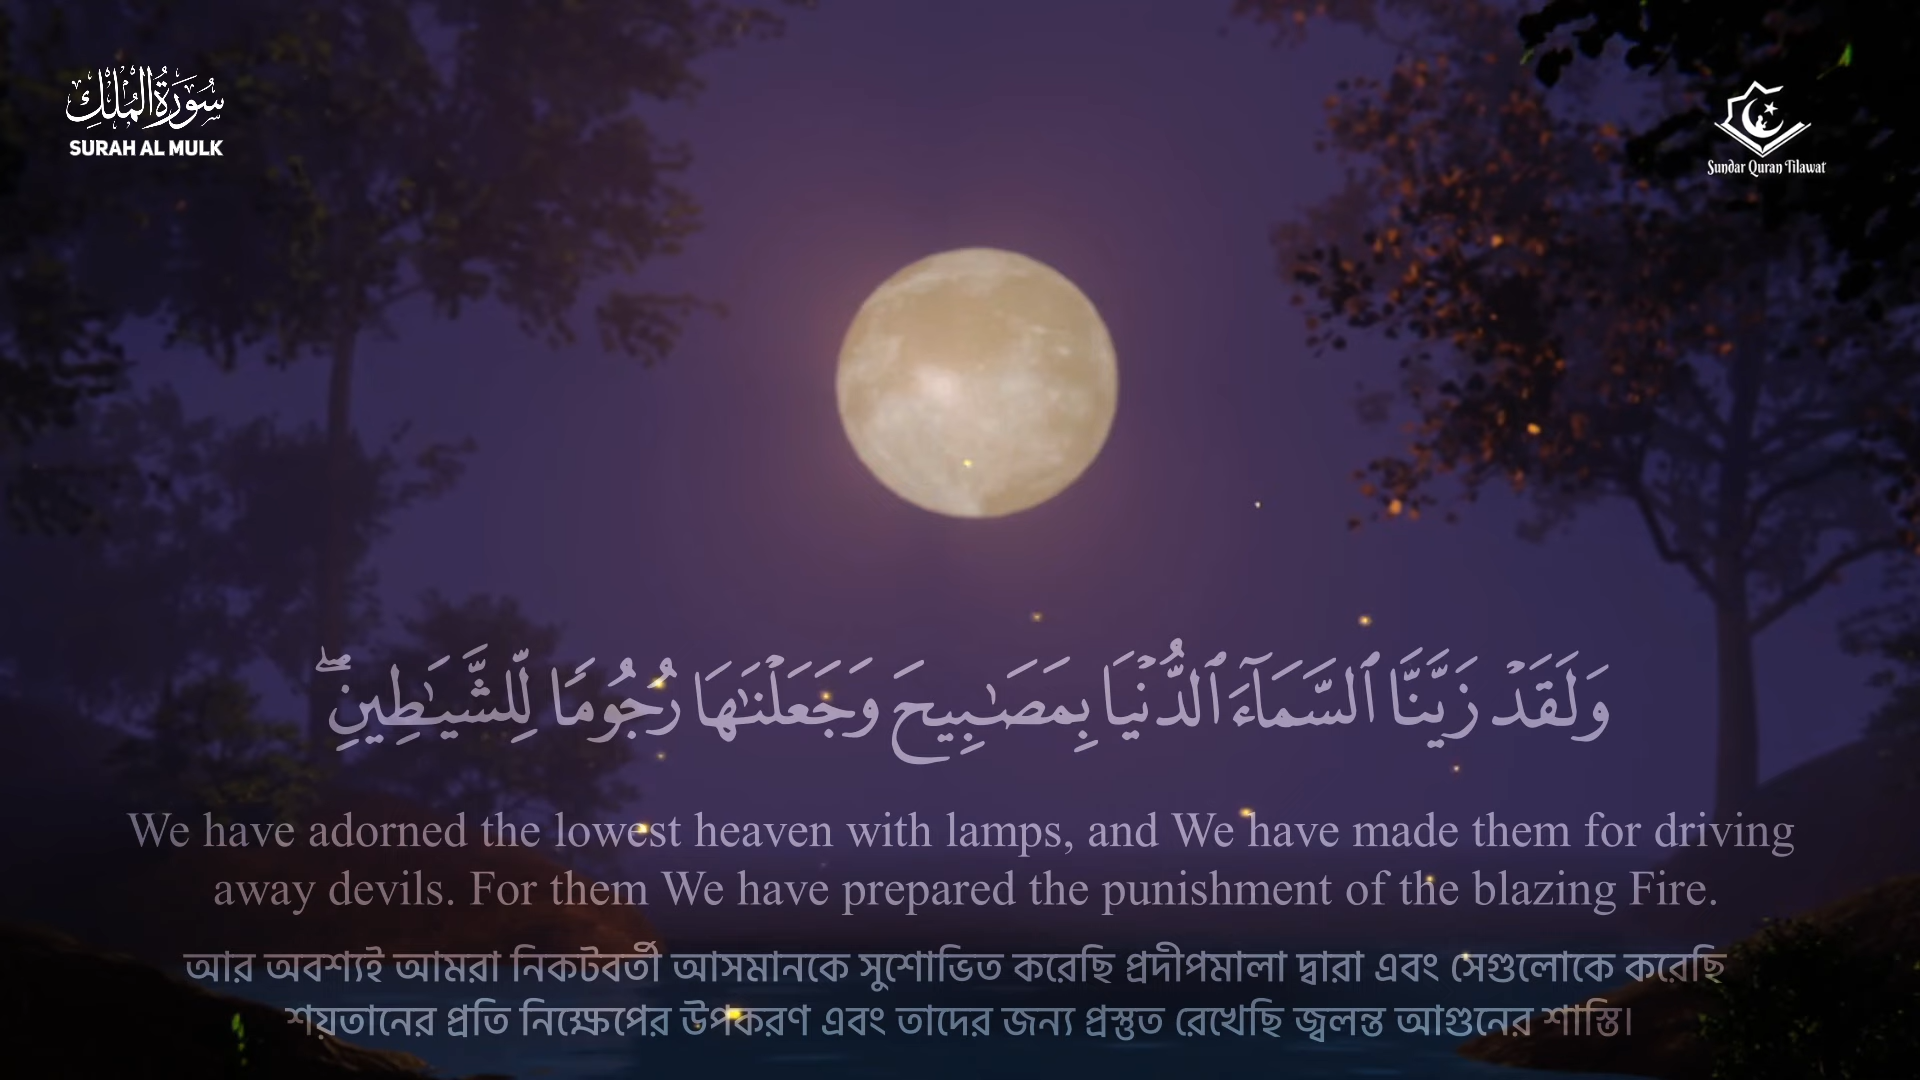 سُورَةُ الْمُلْكِ
SURAH AL MULK
Sundar Quran Tilawat
وَلَقَدْ زَيَّنَّا ٱلسَّمَآءَ ٱلدُّنْيَا بِمَصَٰبِيحَ وَجَعَلْنَٰهَا رُجُومًا لِّلشَّيَٰطِينِ ۖ
We have adorned the lowest heaven with lamps, and We have made them for driving
away devils. For them We have prepared the punishment of the blazing Fire.
আর অবশ্যই আমরা নিকটবর্তী আসমানকে সুশোভিত করেছি প্রদীপমালা দ্বারা এবং সেগুলোকে করেছি
শয়তানের প্রতি নিক্ষেপের উপকরণ এবং তাদের জন্য প্রস্তুত রেখেছি জ্বলন্ত আগুনের শাস্তি।